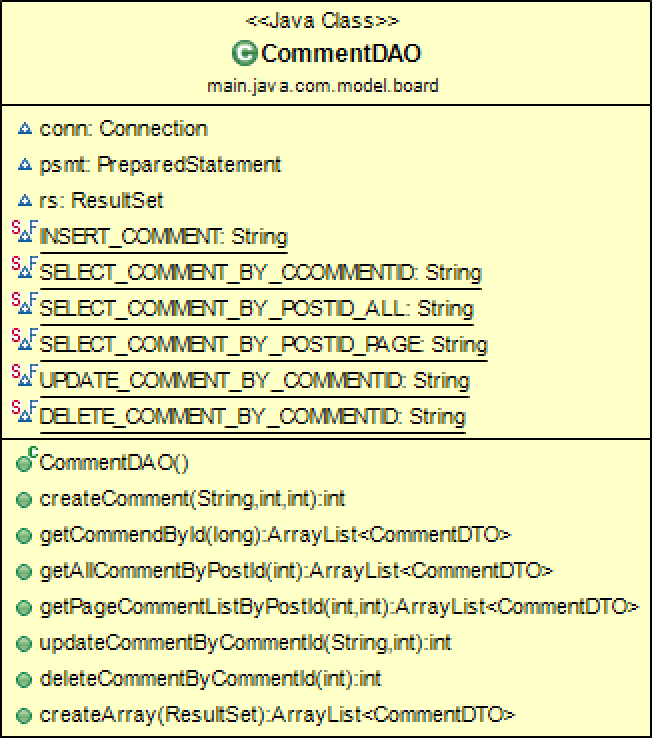 <<Java Class>>
C CommentDAO
main.java.com.model.board
conn: Connection
psmt: PreparedStatement
rs: ResultSet
S F INSERT_COMMENT: String
S F SELECT_COMMENT_BY_CCOMMENTID: String
S F SELECT_COMMENT_BY_POSTID_ALL: String
S F SELECT_COMMENT_BY_POSTID_PAGE: String
S F UPDATE_COMMENT_BY_COMMENTID: String
S F DELETE_COMMENT_BY_COMMENTID: String
C CommentDAO()
createComment(String,int,int):int
getCommendById(long):ArrayList<CommentDTO>
getAllCommentByPostId(int):ArrayList<CommentDTO>
getPageCommentListByPostId(int,int):ArrayList<CommentDTO>
updateCommentByCommentId(String,int):int
deleteCommentByCommentId(int):int
createArray(ResultSet):ArrayList<CommentDTO>